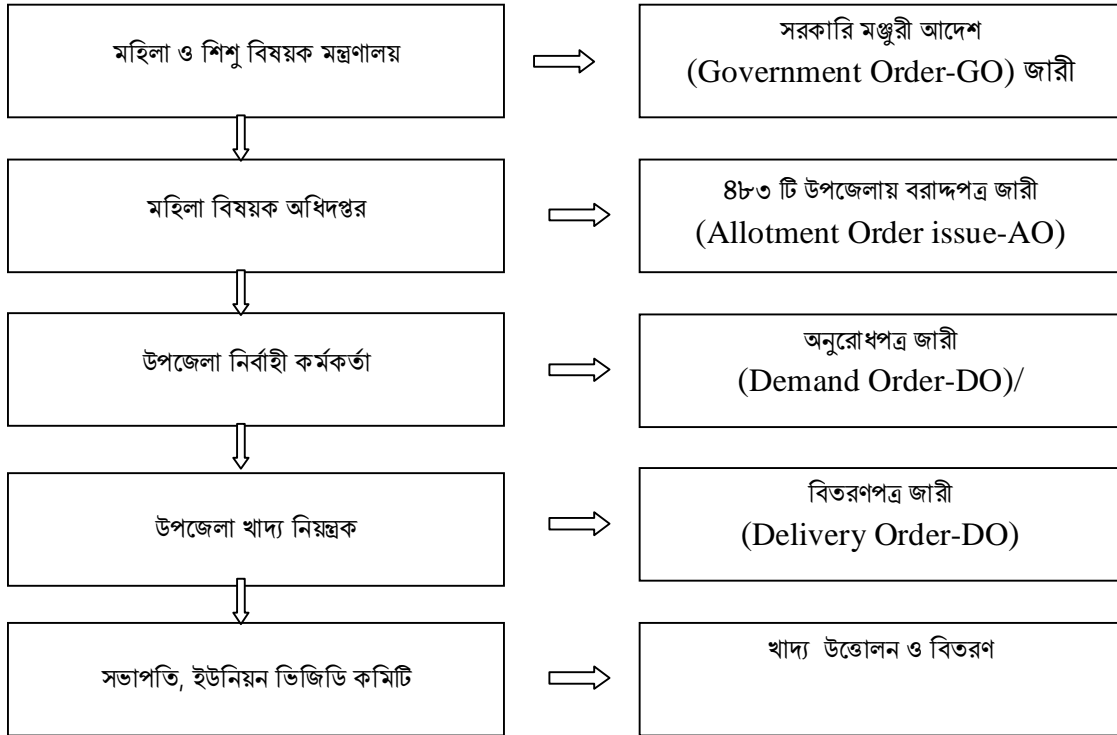 মহিলা ও শিশু বিষয়ক মন্ত্রণালয়
সরকারি মঞ্জুরী আদেশ
(Government Order-GO) জারী
মহিলা বিষয়ক অধিদপ্তর
৪৮৩ টি উপজেলায় বরাদ্দপত্র জারী
(Allotment Order issue-AO)
উপজেলা নির্বাহী কর্মকর্তা
অনুরোধপত্র জারী
(Demand Order-DO)/
উপজেলা খাদ্য নিয়ন্ত্রক
বিতরণপত্র জারী
(Delivery Order-DO)
সভাপতি, ইউনিয়ন ভিজিডি কমিটি
খাদ্য উত্তোলন ও বিতরণ